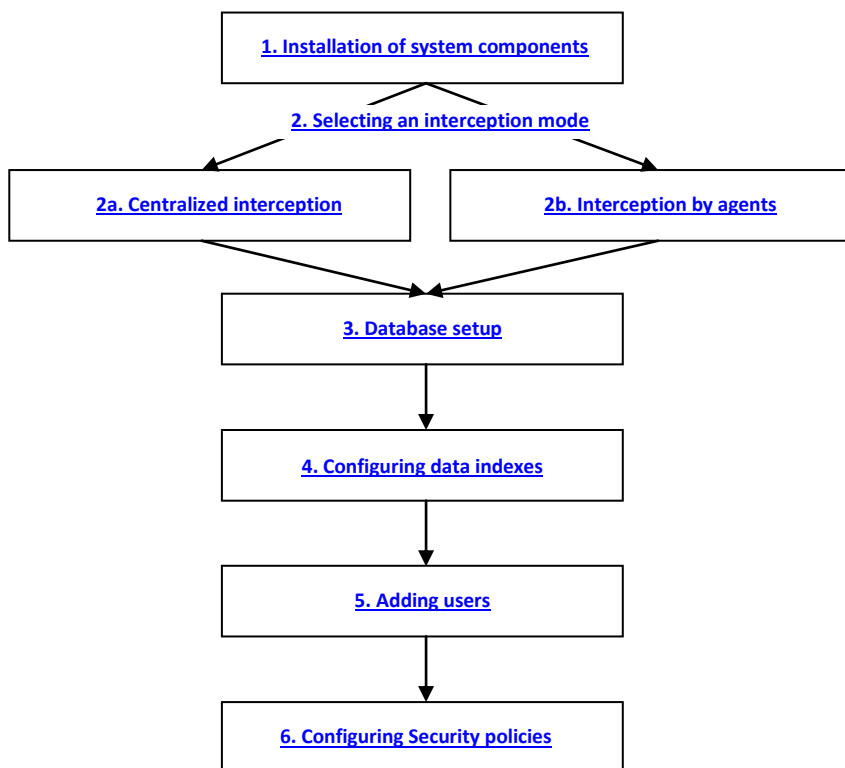 1. Installation of system components
2. Selecting an interception mode
2a. Centralized interception
2b. Interception by agents
3. Database setup
4. Configuring data indexes
5. Adding users
6. Configuring Security policies